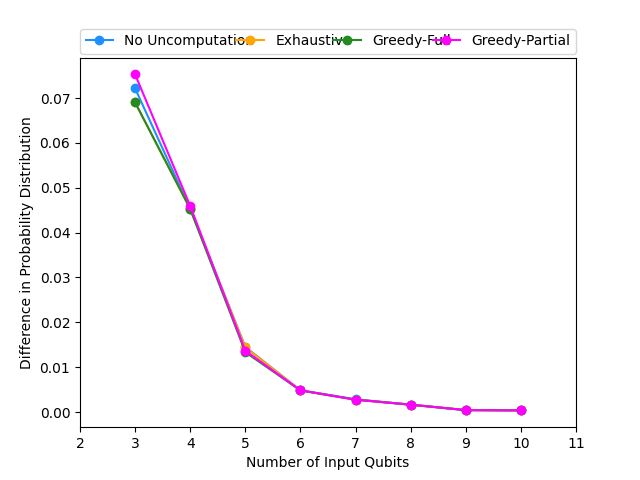 No Uncomputation Exhaustive Greedy-Full Greedy-Partial
0.07
0.06
0.05
0.04
0.03
0.02
0.01
0.00
Difference in Probability Distribution
2 3 4 5 6 7 8 9 10 11
Number of Input Qubits